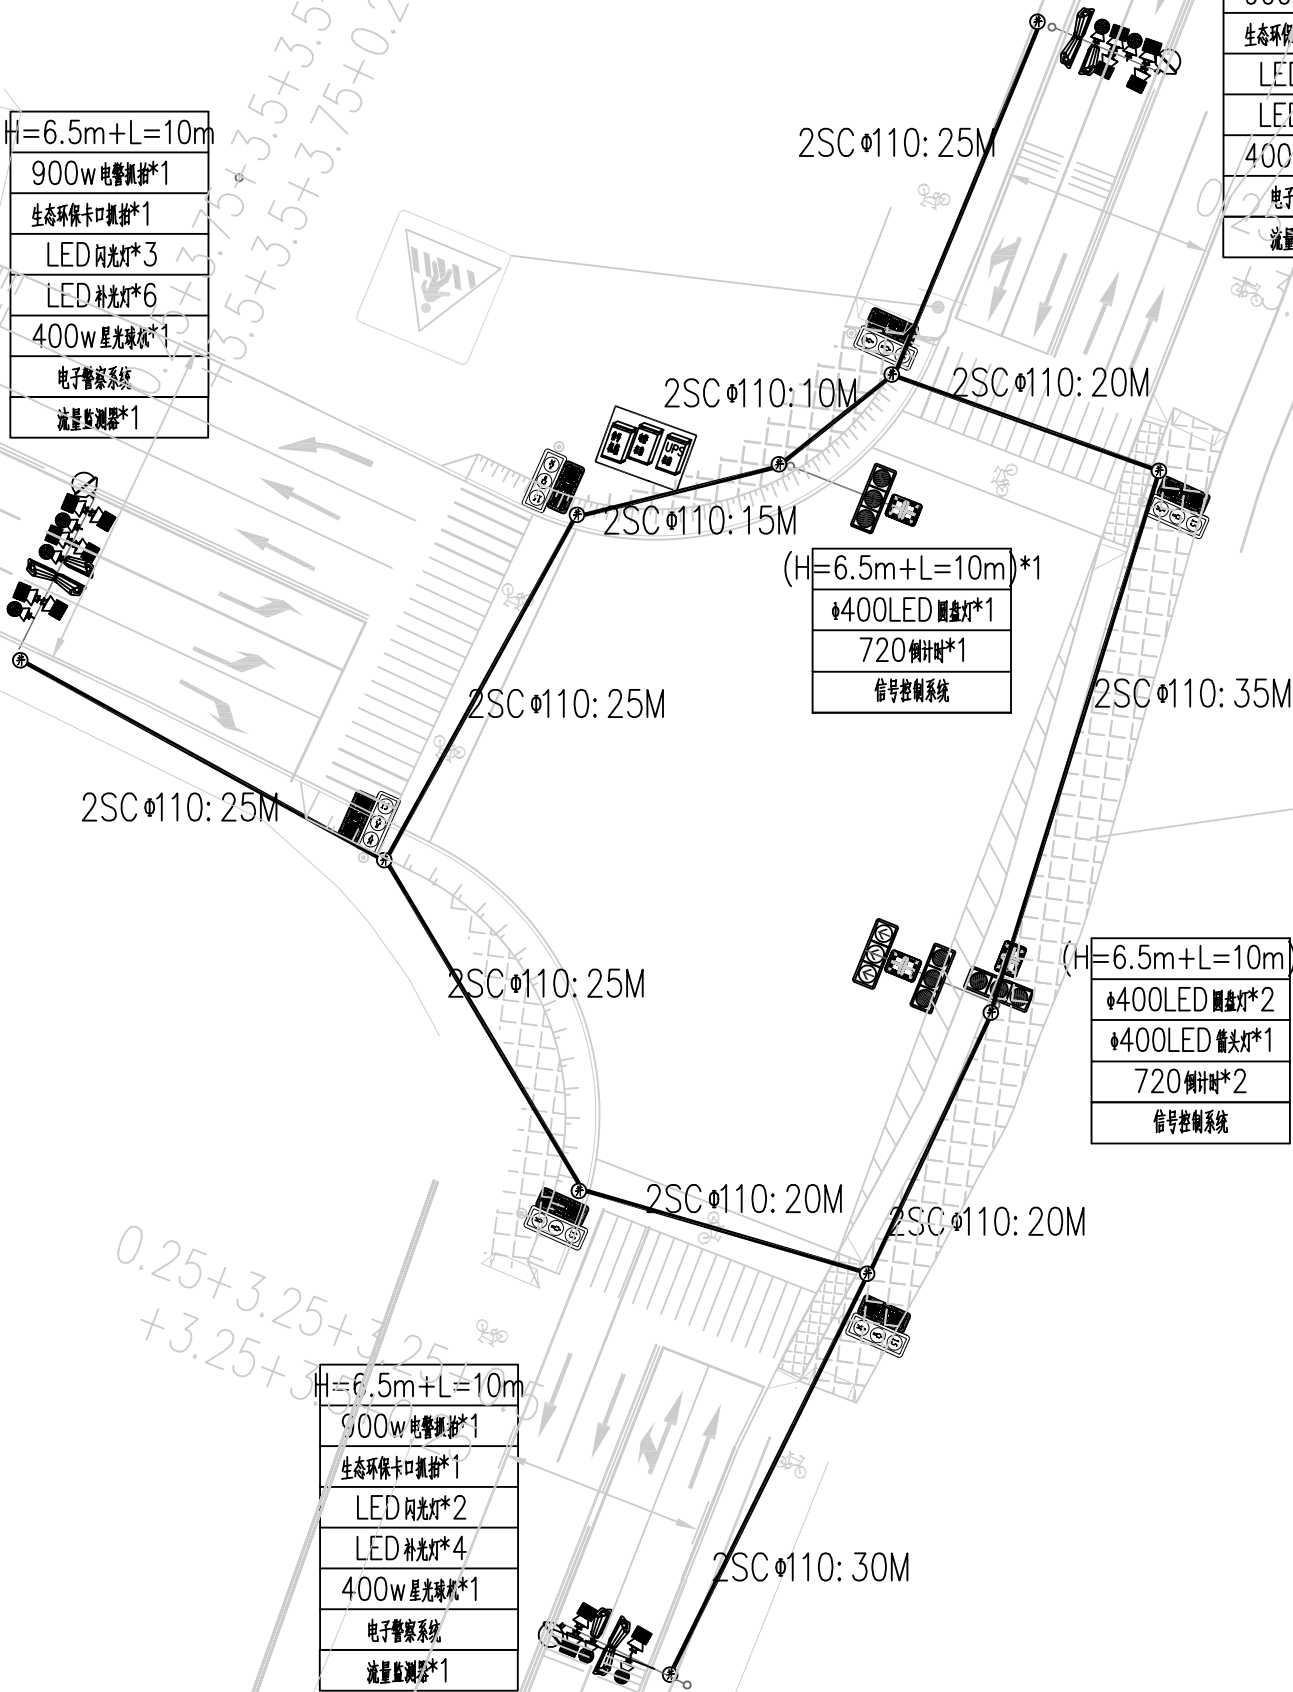 H=6.5m+L=10m
900w电警抓拍*1
生态环保卡口抓拍*1
LED闪光灯*3
LED补光灯*6
400w星光球机*1
电子警察系统
流量监测器*1
2SCΦ110:25M
2SCΦ110:10M
2SCΦ110:20M
UPS
2SCΦ110:15M
(H=6.5m+L=10m)*1
Φ400LED圆盘灯*1
720倒计时*1
信号控制系统
2SCΦ110:25M
2SCΦ110:35M
2SCΦ110:25M
2SCΦ110:25M
(H=6.5m+L=10m)
Φ400LED圆盘灯*2
Φ400LED箭头灯*1
720倒计时*2
信号控制系统
2SCΦ110:20M
2SCΦ110:20M
0.25+3.25+3.25+0.5
+3.25+3.5+0.25
H=6.5m+L=10m
900w电警抓拍*1
生态环保卡口抓拍*1
LED闪光灯*2
LED补光灯*4
400w星光球机*1
电子警察系统
流量监测器*1
2SCΦ110:30M